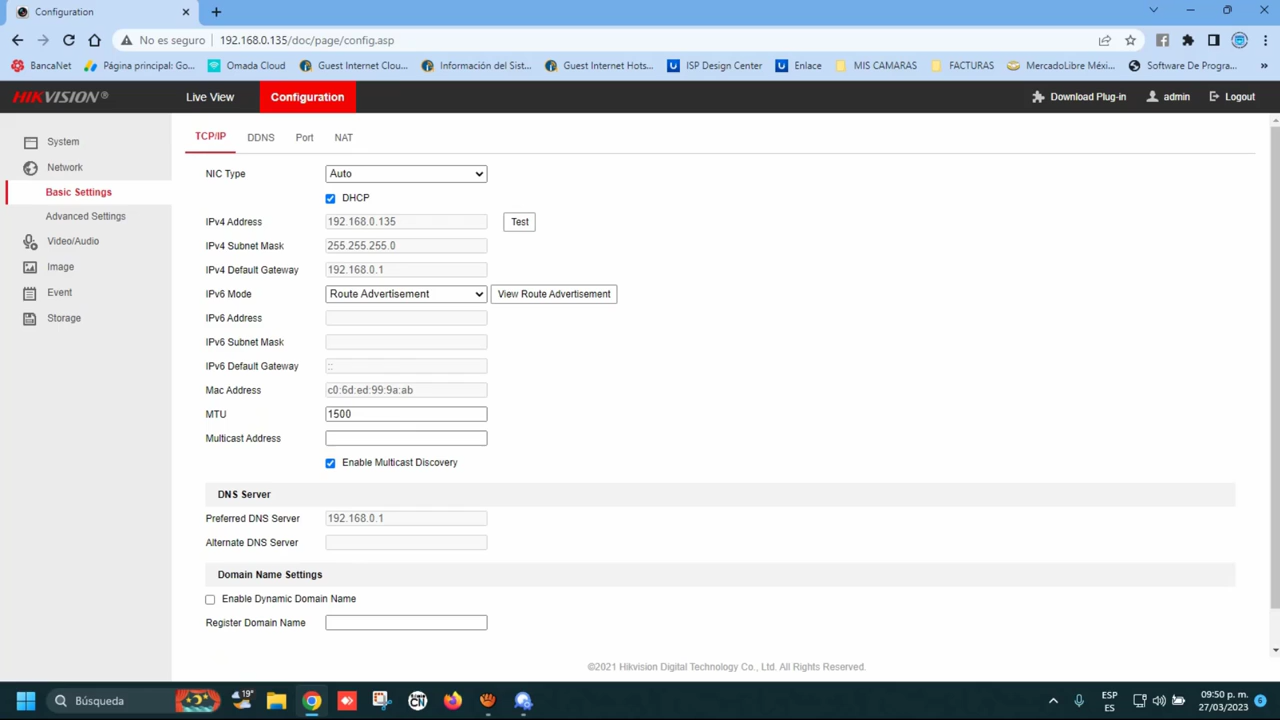 Configuration
No es seguro 192.168.0.135/doc/page/config.asp
BancaNet Página principal: Go... Omada Cloud Guest Internet Clou... Información del Sist... Guest Internet Hots... ISP Design Center Enlace MIS CAMARAS FACTURAS MercadoLibre Méxi... Software De Progra... »
HIKVISION® Live View Configuration Download Plug-in admin Logout
System
Network
Basic Settings
Advanced Settings
Video/Audio
Image
Event
Storage
TCP/IP DDNS Port NAT
NIC Type Auto
DHCP
IPv4 Address 192.168.0.135 Test
IPv4 Subnet Mask 255.255.255.0
IPv4 Default Gateway 192.168.0.1
IPv6 Mode Route Advertisement View Route Advertisement
IPv6 Address
IPv6 Subnet Mask
IPv6 Default Gateway ::
Mac Address c0:6d:ed:99:9a:ab
MTU 1500
Multicast Address
Enable Multicast Discovery
DNS Server
Preferred DNS Server 192.168.0.1
Alternate DNS Server
Domain Name Settings
Enable Dynamic Domain Name
Register Domain Name
©2021 Hikvision Digital Technology Co., Ltd. All Rights Reserved.
Búsqueda 19° ESP 09:50 p. m.
ES 27/03/2023 6